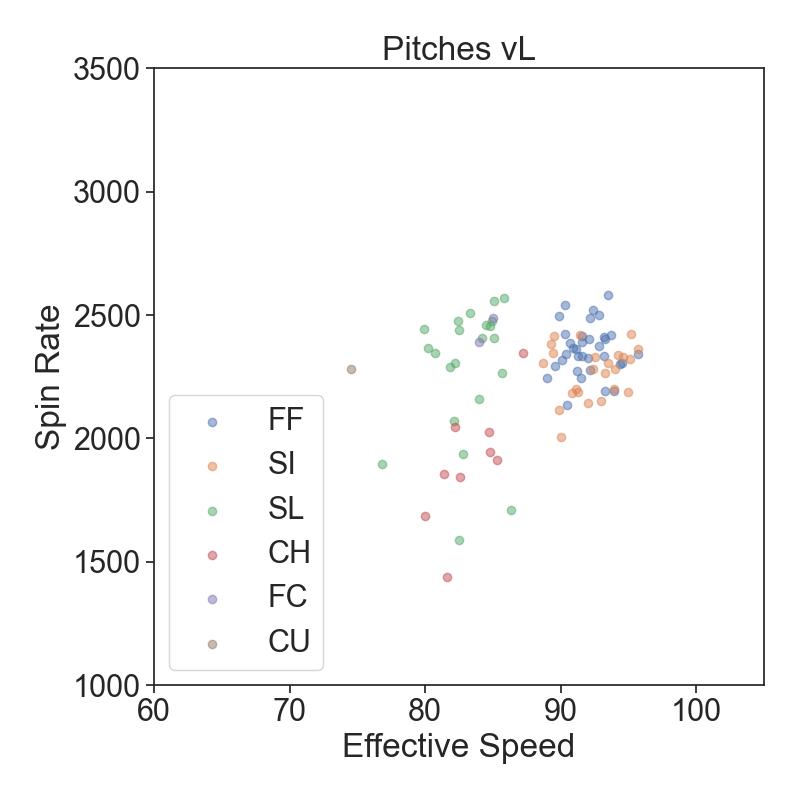 Pitches vL
3500
3000
2500
2000
1500
1000
Spin Rate
FF
SI
SL
CH
FC
CU
60 70 80 90 100
Effective Speed